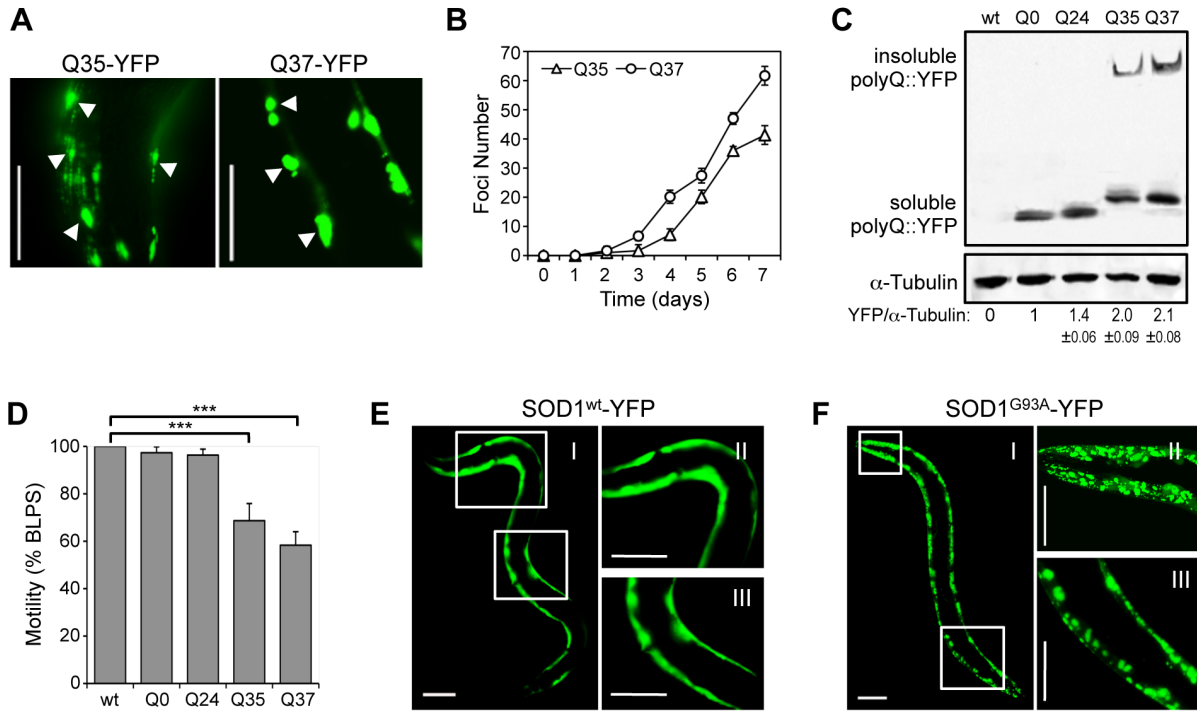 A
Q35-YFP
Q37-YFP
B
Q35
Q37
Foci Number
70
60
50
40
30
20
10
0
0 1 2 3 4 5 6 7
Time (days)
C
wt Q0 Q24 Q35 Q37
insoluble
polyQ::YFP
soluble
polyQ::YFP
α-Tubulin
YFP/α-Tubulin: 0 1 1.4 2.0 2.1
±0.06 ±0.09 ±0.08
D
***
***
Motility (% BLPS)
100
80
60
40
20
0
wt Q0 Q24 Q35 Q37
E
SOD1wt-YFP
I
II
III
F
SOD1G93A-YFP
I
II
III